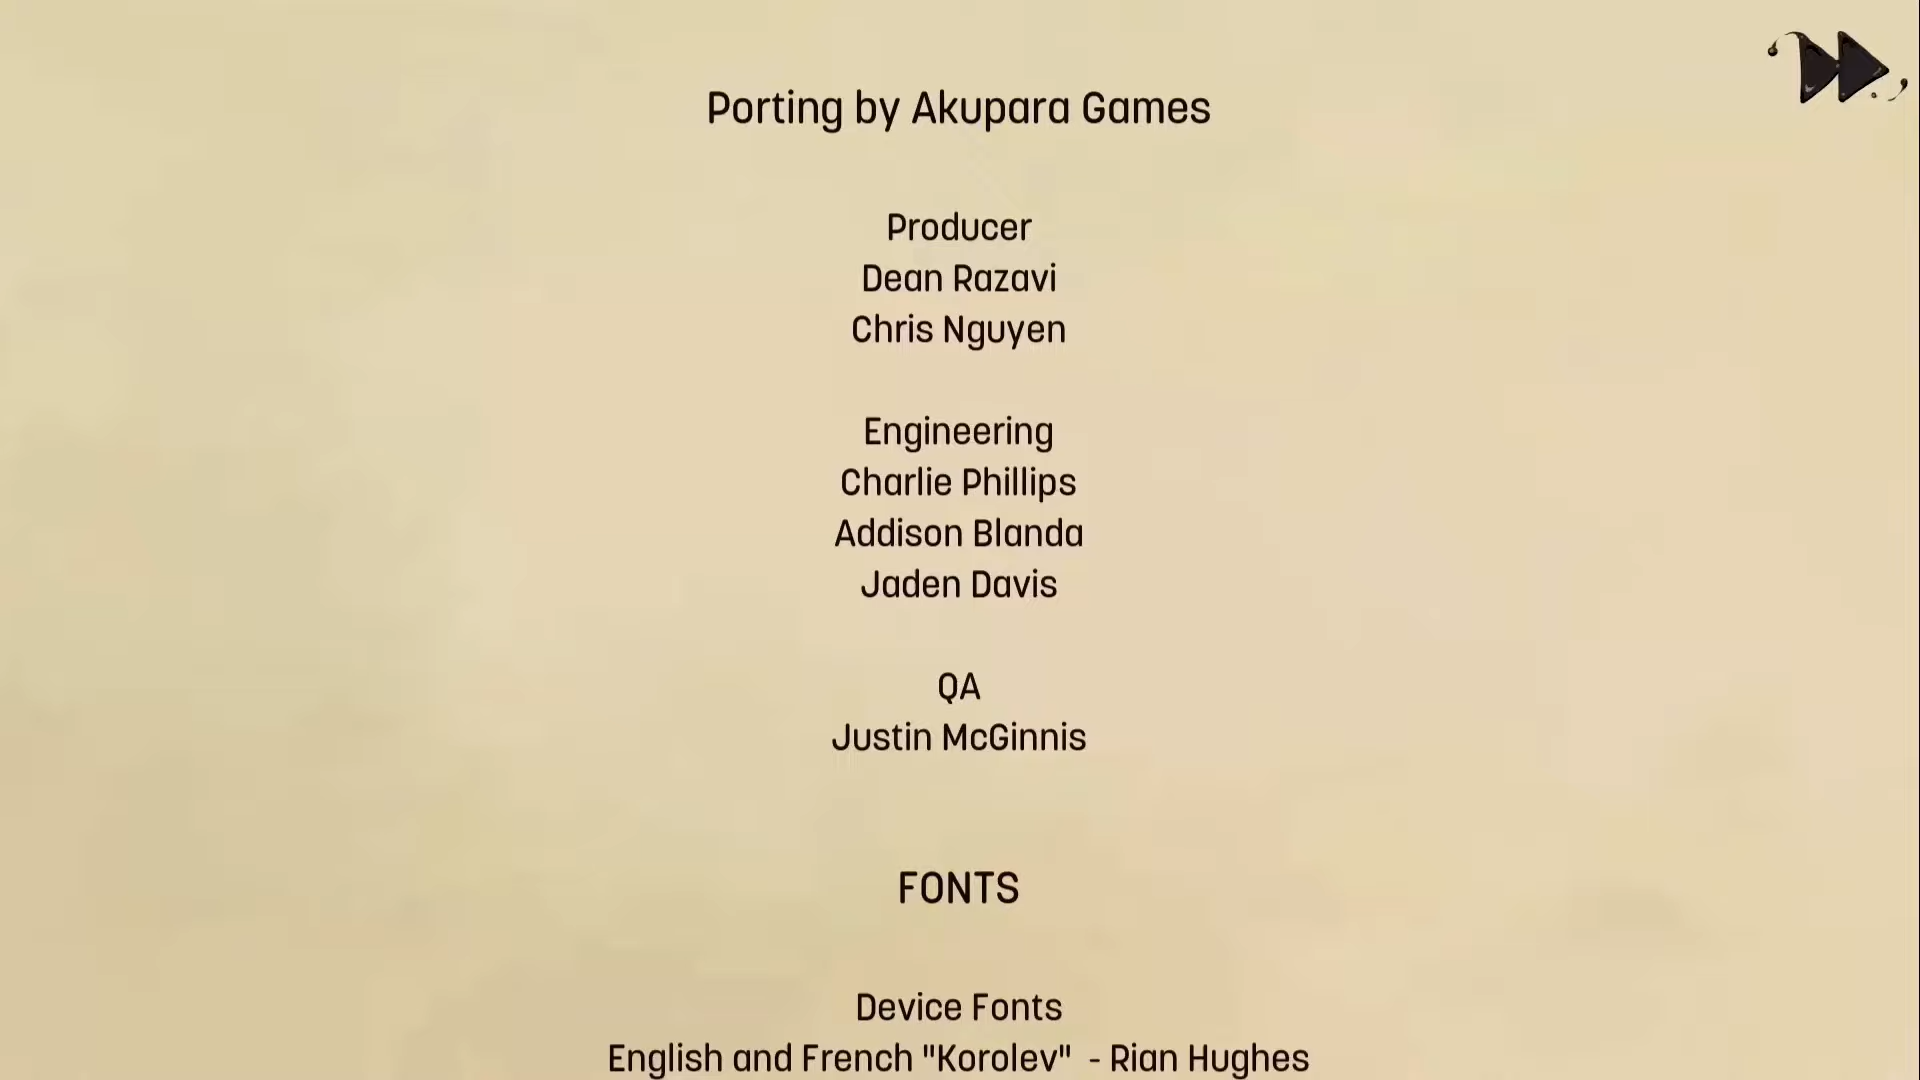 Porting by Akupara Games
Producer
Dean Razavi
Chris Nguyen
Engineering
Charlie Phillips
Addison Blanda
Jaden Davis
QA
Justin McGinnis
FONTS
Device Fonts
English and French "Korolev"  - Rian Hughes